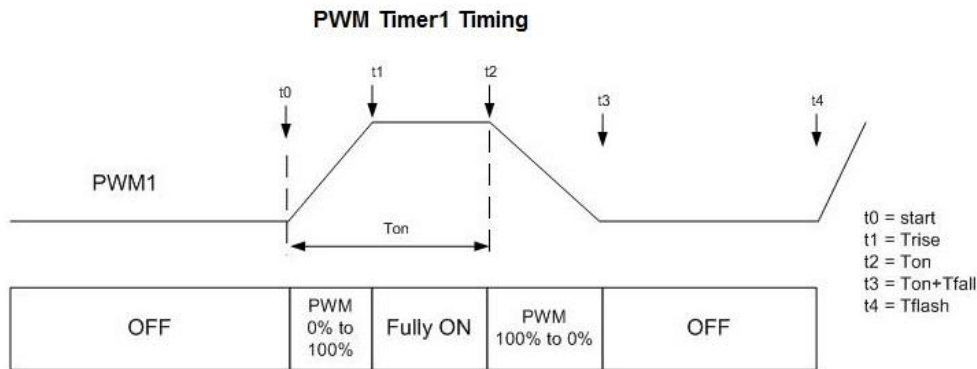 PWM Timer1 Timing
t0
t1
t2
t3
t4
PWM1
Ton
t0 = start
t1 = Trise
t2 = Ton
t3 = Ton+Tfall
t4 = Tflash
OFF
PWM
0% to
100%
Fully ON
PWM
100% to 0%
OFF